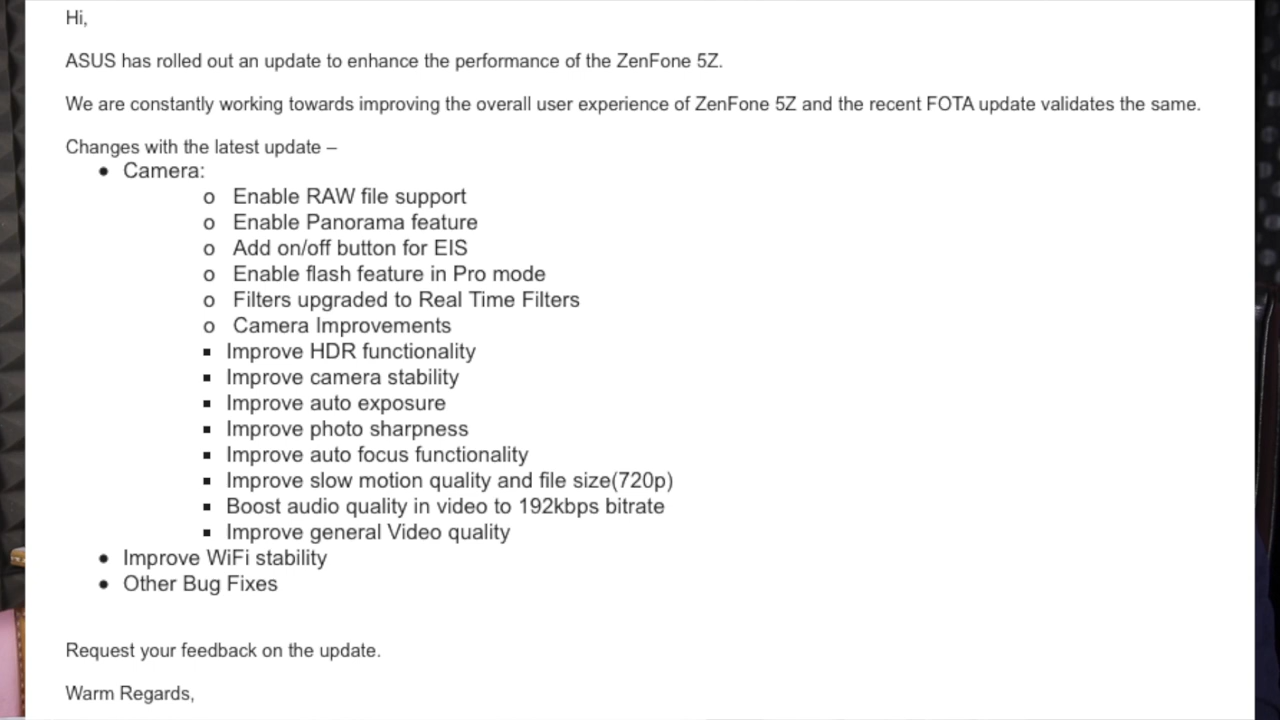 Hi,
ASUS has rolled out an update to enhance the performance of the ZenFone 5Z.
We are constantly working towards improving the overall user experience of ZenFone 5Z and the recent FOTA update validates the same.
Changes with the latest update –
• Camera:
o Enable RAW file support
o Enable Panorama feature
o Add on/off button for EIS
o Enable flash feature in Pro mode
o Filters upgraded to Real Time Filters
o Camera Improvements
▪ Improve HDR functionality
▪ Improve camera stability
▪ Improve auto exposure
▪ Improve photo sharpness
▪ Improve auto focus functionality
▪ Improve slow motion quality and file size(720p)
▪ Boost audio quality in video to 192kbps bitrate
▪ Improve general Video quality
• Improve WiFi stability
• Other Bug Fixes
Request your feedback on the update.
Warm Regards,